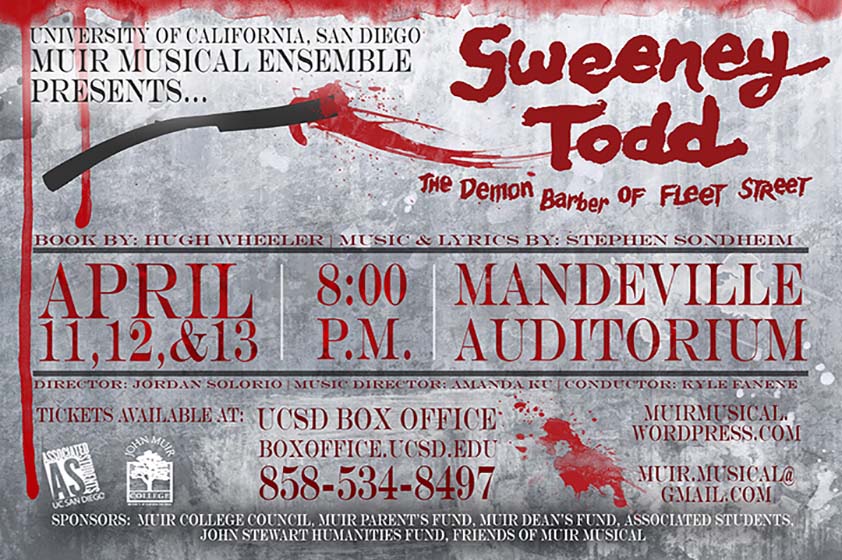 UNIVERSITY OF CALIFORNIA, SAN DIEGO
MUIR MUSICAL ENSEMBLE
PRESENTS...
Sweeney
Todd
THE Demon Barber OF FLEET STREET
BOOK BY: HUGH WHEELER | MUSIC & LYRICS BY: STEPHEN SONDHEIM
APRIL
11,12,&13
8:00
P.M.
MANDEVILLE
AUDITORIUM
DIRECTOR: JORDAN SOLORIO | MUSIC DIRECTOR: AMANDA KU | CONDUCTOR: KYLE EANENE
TICKETS AVAILABLE AT:
UCSD BOX OFFICE
BOXOFFICE.UCSD.EDU
858-534-8497
MUIRMUSICAL.
WORDPRESS.COM
MUIR.MUSICAL@
GMAIL.COM
ASSOCIATED
AS
STUDENTS
UC SAN DIEGO
JOHN MUIR
COLLEGE
SPONSORS: MUIR COLLEGE COUNCIL, MUIR PARENT'S FUND, MUIR DEAN'S FUND, ASSOCIATED STUDENTS,
JOHN STEWART HUMANITIES FUND, FRIENDS OF MUIR MUSICAL